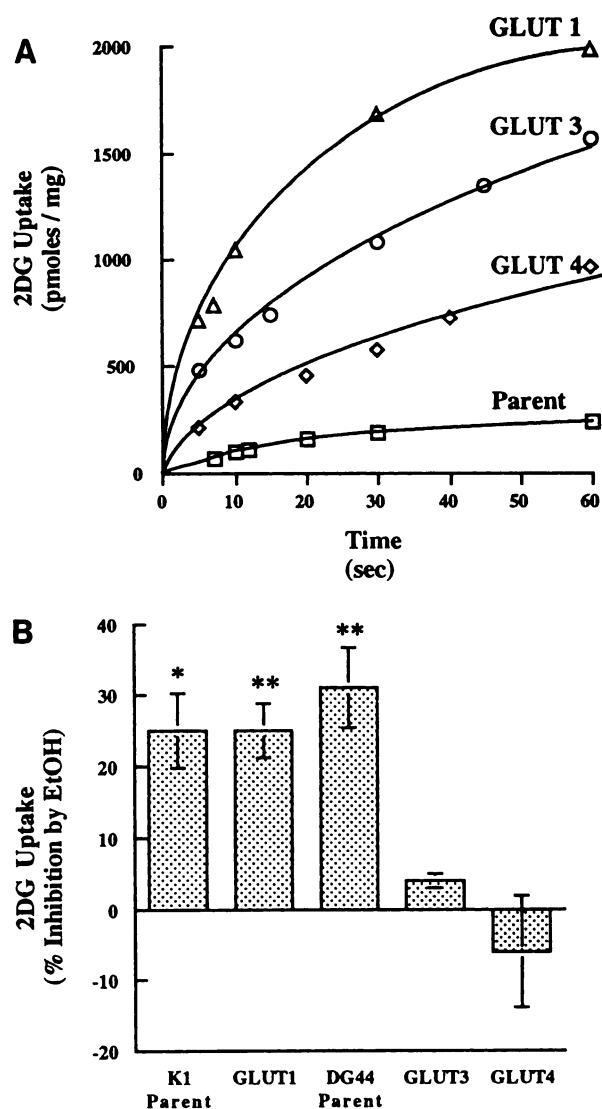 A
GLUT 1
2000
GLUT 3
1500
2DG Uptake
(pmoles / mg)
1000
GLUT 4
500
Parent
0
0 10 20 30 40 50 60
Time
(sec)
B
40
**
*
**
30
20
2DG Uptake
(% Inhibition by EtOH)
10
0
-10
-20
K1 GLUT1 DG44 GLUT3 GLUT4
Parent Parent